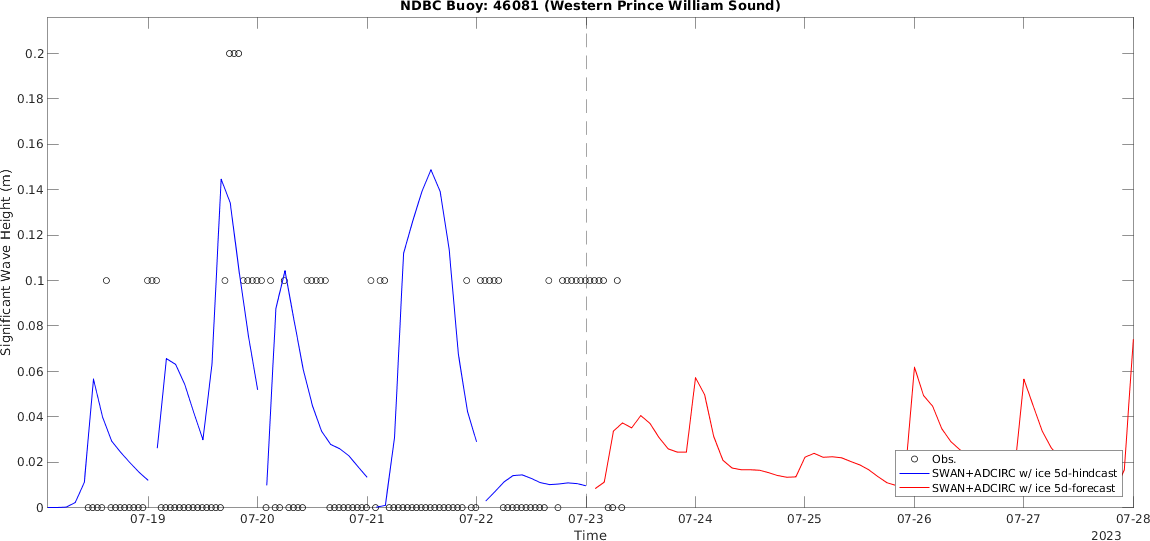 NDBC Buoy: 46081 (Western Prince William Sound)
Significant Wave Height (m)
0.2
0.18
0.16
0.14
0.12
0.1
0.08
0.06
0.04
0.02
0
Obs.
SWAN+ADCIRC w/ ice 5d-hindcast
SWAN+ADCIRC w/ ice 5d-forecast
07-19 07-20 07-21 07-22 07-23 07-24 07-25 07-26 07-27 07-28
Time
2023